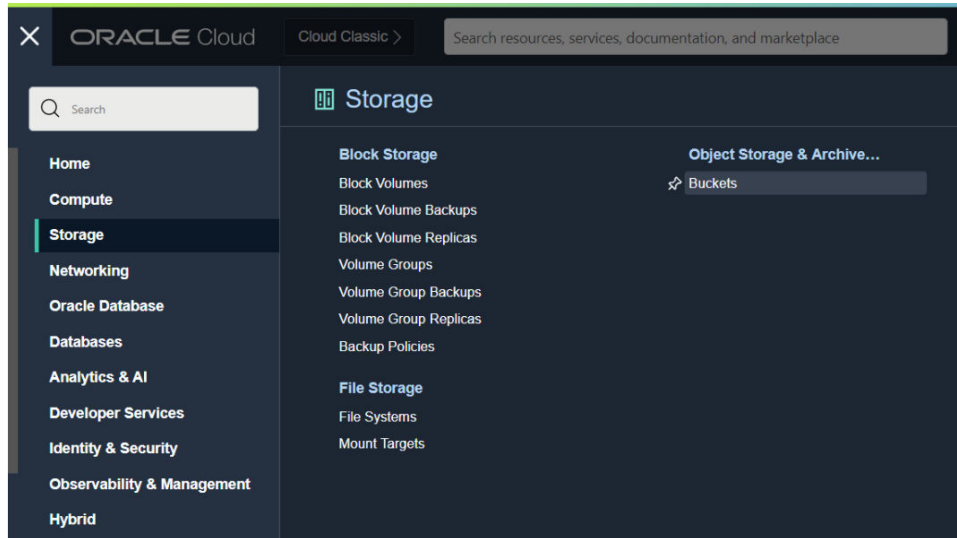 ORACLE Cloud
Cloud Classic >
Search resources, services, documentation, and marketplace
Search
Home
Compute
Storage
Networking
Oracle Database
Databases
Analytics & AI
Developer Services
Identity & Security
Observability & Management
Hybrid
Storage
Block Storage
Block Volumes
Block Volume Backups
Block Volume Replicas
Volume Groups
Volume Group Backups
Volume Group Replicas
Backup Policies
File Storage
File Systems
Mount Targets
Object Storage & Archive...
Buckets